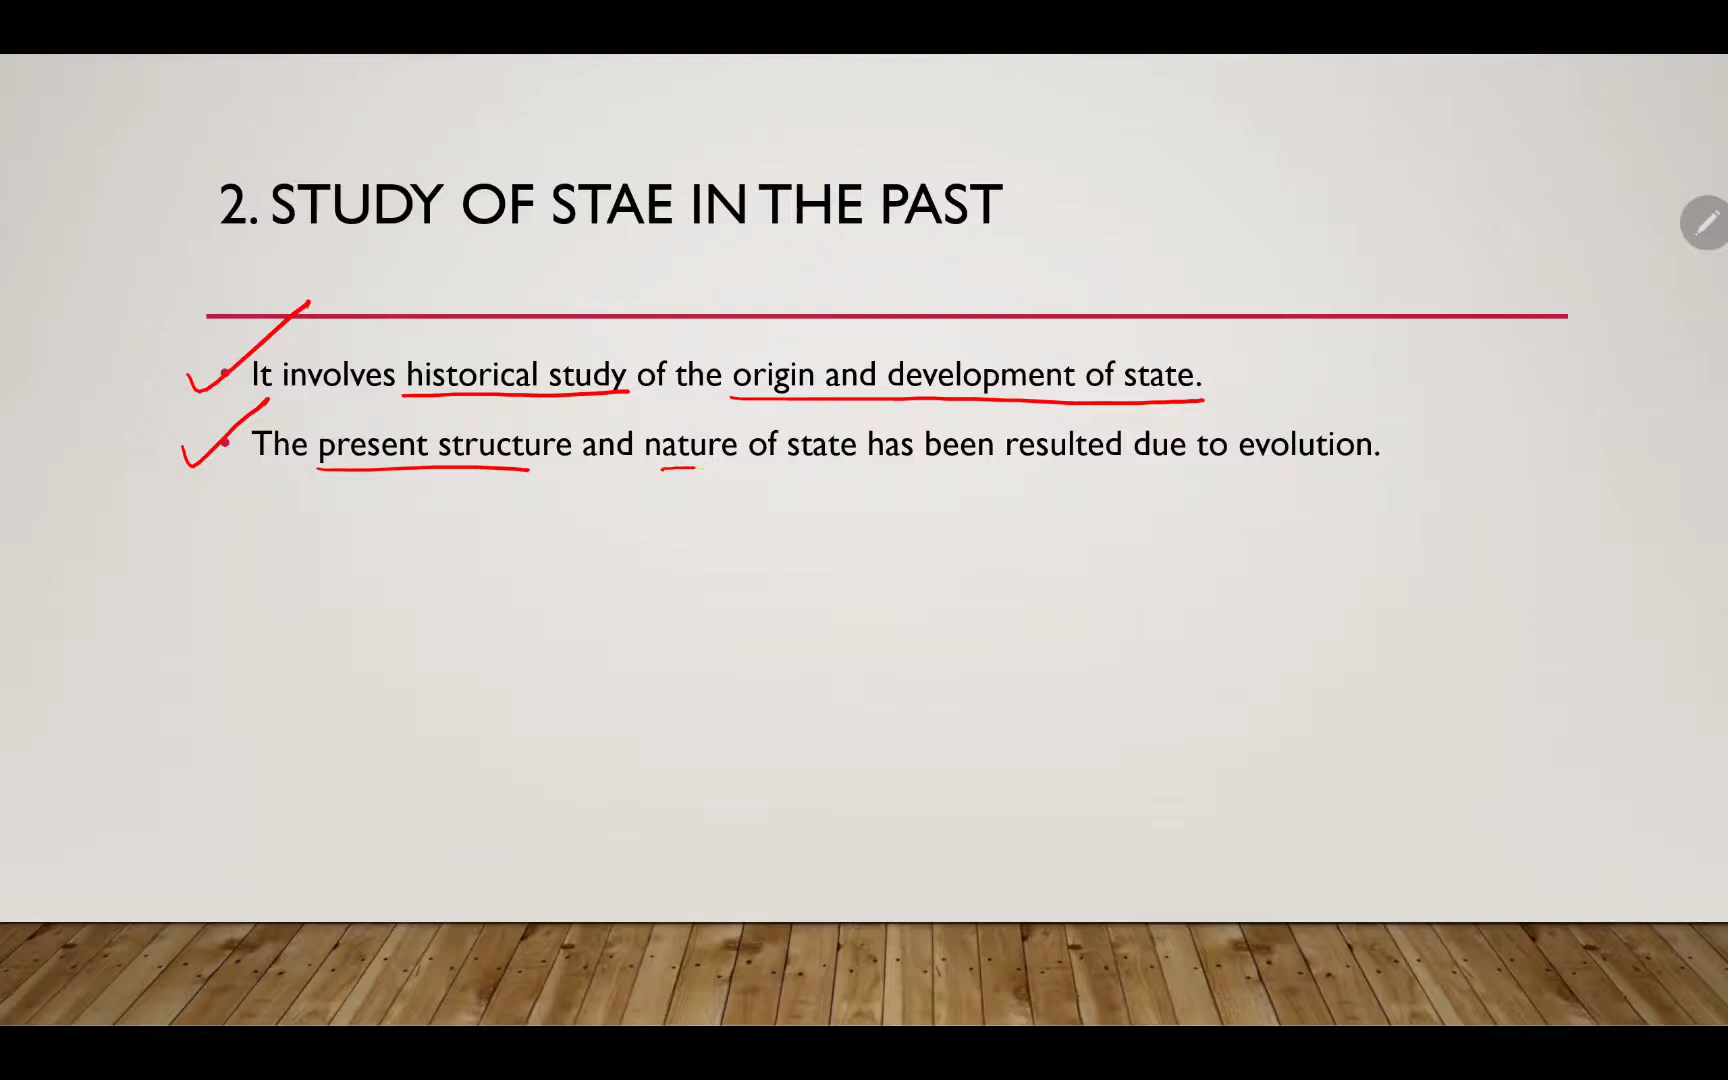 2. STUDY OF STAE IN THE PAST
• It involves historical study of the origin and development of state.
• The present structure and nature of state has been resulted due to evolution.